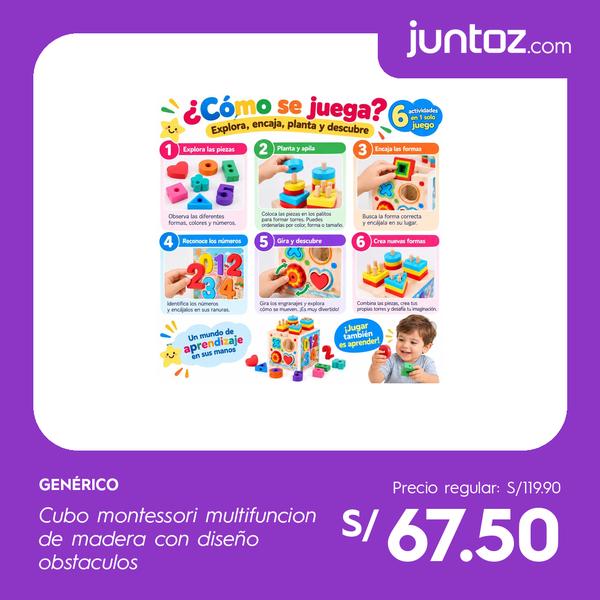 juntoz.com
¿Cómo se juega?
Explora, encaja, planta y descubre
6 actividades
en 1 solo
juego
1 Explora las piezas
Observa las diferentes
formas, colores y números.
2 Planta y apila
Coloca las piezas en los palitos
para formar torres. Puedes
ordenarlas por color, forma o tamaño.
3 Encaja las formas
Busca la forma correcta
y encájala en su lugar.
4 Reconoce los números
Identifica los números
y encájalos en sus ranuras.
5 Gira y descubre
Gira los engranajes y explora
cómo se mueven. ¡Es muy divertido!
6 Crea nuevas formas
Combina las piezas, crea tus
propias torres y desafía tu imaginación.
Un mundo de
aprendizaje
en sus manos
¡Jugar
también
es aprender!
GENÉRICO
Cubo montessori multifuncion
de madera con diseño
obstaculos
Precio regular: S/119.90
S/ 67.50